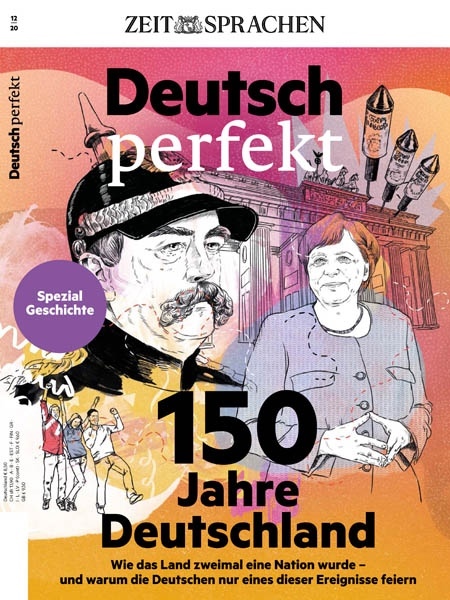 12
20
ZEIT SPRACHEN
Deutsch perfekt
Deutsch
perfekt
Spezial
Geschichte
150
Jahre
Deutschland
Wie das Land zweimal eine Nation wurde –
und warum die Deutschen nur eines dieser Ereignisse feiern